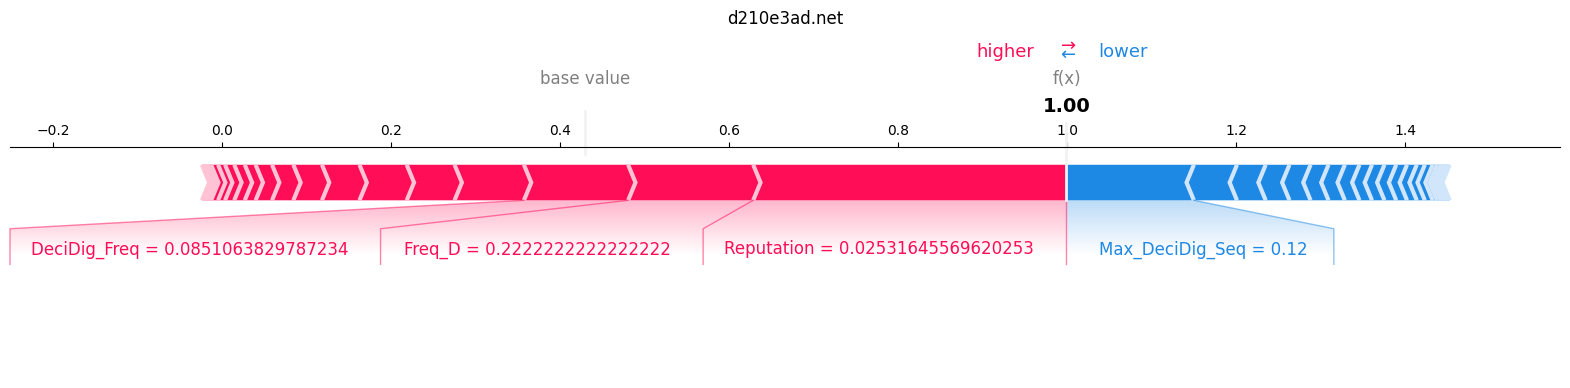 d210e3ad.net
higher → ← lower
base value f(x)
1.00
−0.2 0.0 0.2 0.4 0.6 0.8 1.0 1.2 1.4
DeciDig_Freq = 0.0851063829787234 Freq_D = 0.2222222222222222 Reputation = 0.02531645569620253 Max_DeciDig_Seq = 0.12